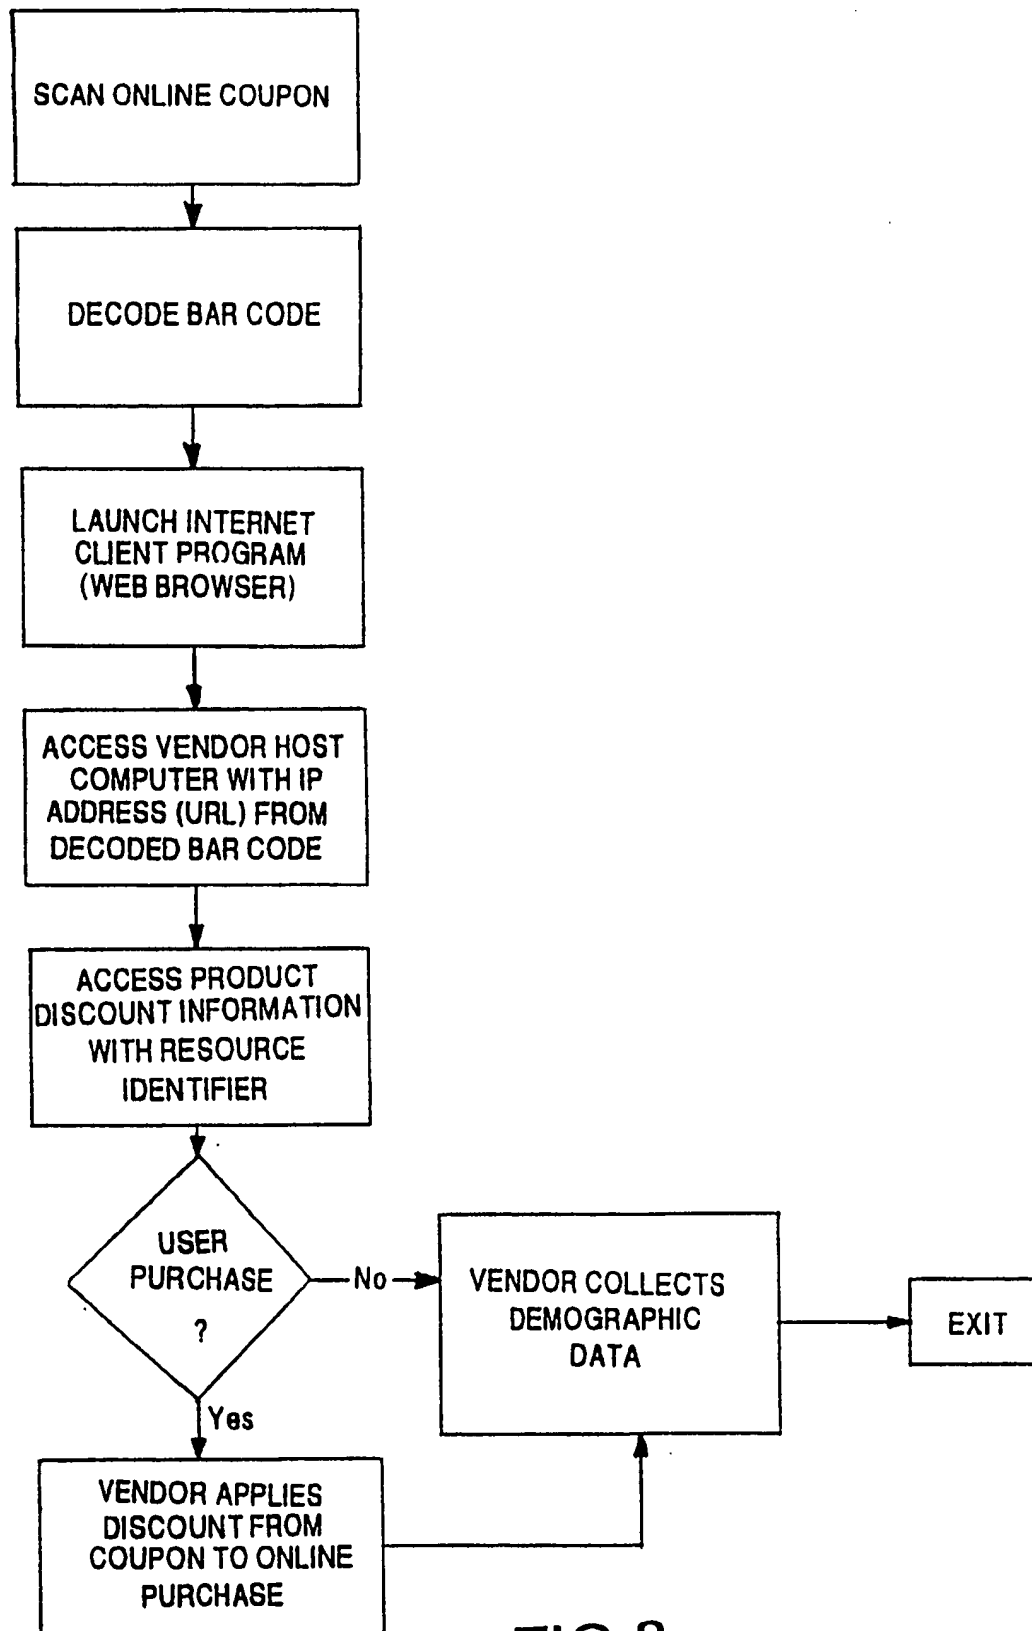 SCAN ONLINE COUPON
DECODE BAR CODE
LAUNCH INTERNET
CLIENT PROGRAM
(WEB BROWSER)
ACCESS VENDOR HOST
COMPUTER WITH IP
ADDRESS (URL) FROM
DECODED BAR CODE
ACCESS PRODUCT
DISCOUNT INFORMATION
WITH RESOURCE
IDENTIFIER
USER
PURCHASE
?
No
VENDOR COLLECTS
DEMOGRAPHIC
DATA
EXIT
Yes
VENDOR APPLIES
DISCOUNT FROM
COUPON TO ONLINE
PURCHASE